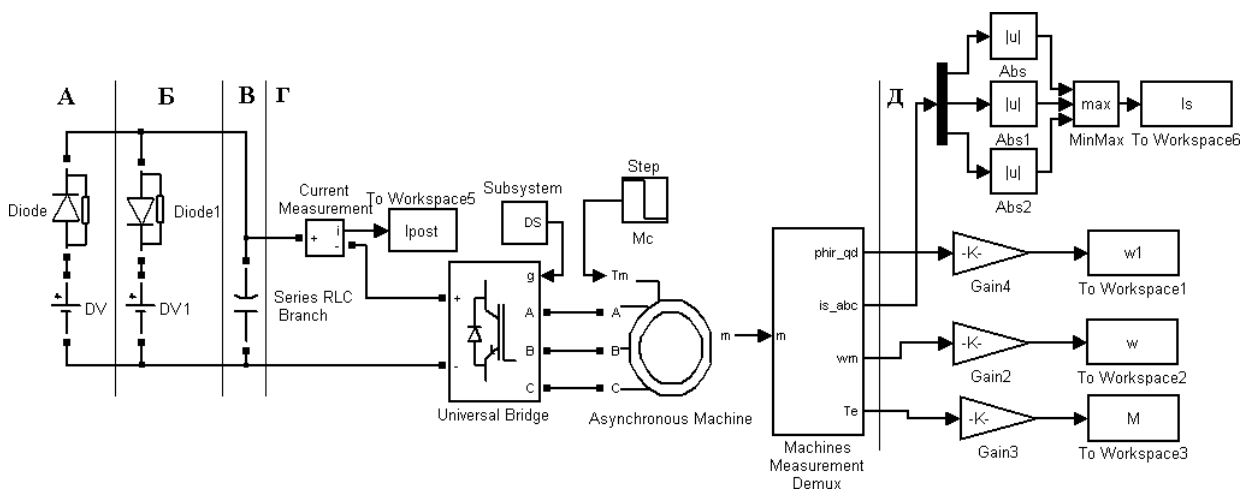 А
Б
В
Г
Д
|u|
Abs
|u|
Abs1
|u|
Abs2
max
MinMax
Is
To Workspace6
Diode
Diode1
Current
Measurement
i
+
-
To Workspace5
Ipost
Subsystem
DS
Step
Mc
+
DV
+
DV1
Series RLC
Branch
g
+
-
A
B
C
Universal Bridge
Tm
A
B
C
m
Asynchronous Machine
m
phir_qd
is_abc
wm
Te
Machines
Measurement
Demux
-K-
Gain4
w1
To Workspace1
-K-
Gain2
w
To Workspace2
-K-
Gain3
M
To Workspace3